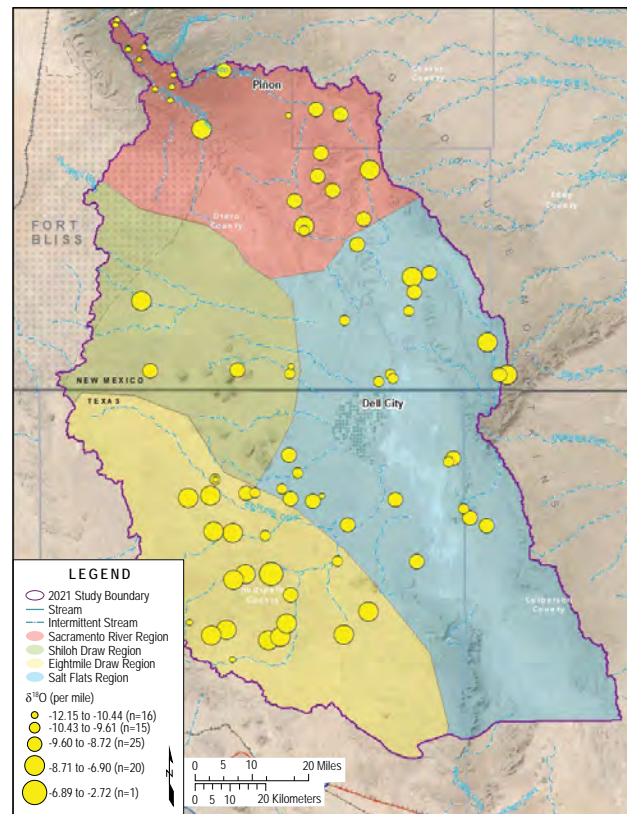 Piñon
Otero
County
Eddy
County
FORT
BLISS
Otero
County
NEW MEXICO
TEXAS
Dell City
Hudspeth
County
Culberson
County
LEGEND
2021 Study Boundary
Stream
Intermittent Stream
Sacramento River Region
Shiloh Draw Region
Eightmile Draw Region
Salt Flats Region
δ¹⁸O (per mile)
-12.15 to -10.44 (n=16)
-10.43 to -9.61 (n=15)
-9.60 to -8.72 (n=25)
-8.71 to -6.90 (n=20)
-6.89 to -2.72 (n=1)
N
0 5 10 20 Miles
0 5 10 20 Kilometers